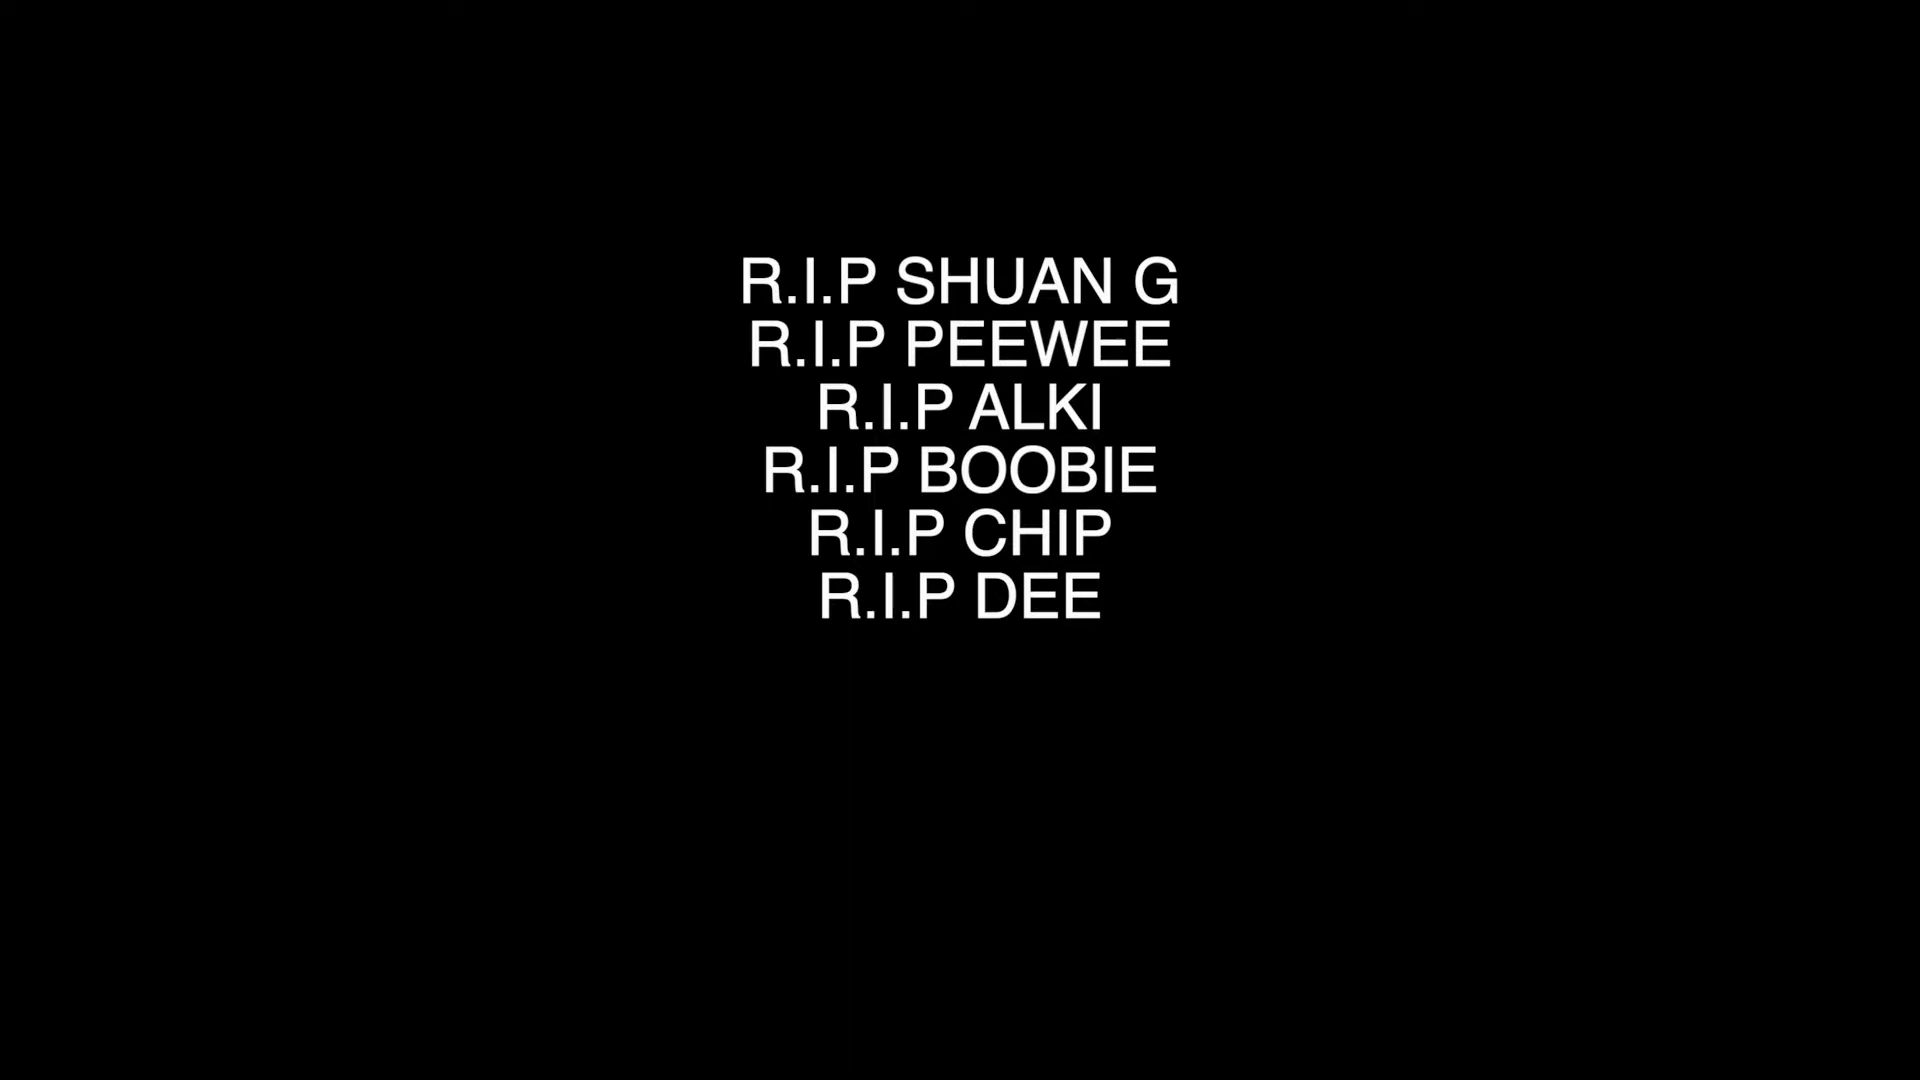 R.I.P SHUAN G
R.I.P PEEWEE
R.I.P ALKI
R.I.P BOOBIE
R.I.P CHIP
R.I.P DEE